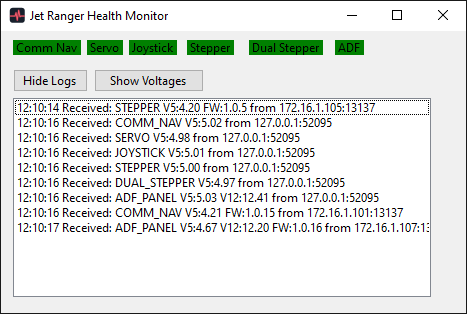 Jet Ranger Health Monitor
Comm Nav Servo Joystick Stepper Dual Stepper ADF
Hide Logs Show Voltages
12:10:14 Received: STEPPER V5:4.20 FW:1.0.5 from 172.16.1.105:13137
12:10:16 Received: COMM_NAV V5:5.02 from 127.0.0.1:52095
12:10:16 Received: SERVO V5:4.98 from 127.0.0.1:52095
12:10:16 Received: JOYSTICK V5:5.01 from 127.0.0.1:52095
12:10:16 Received: STEPPER V5:5.00 from 127.0.0.1:52095
12:10:16 Received: DUAL_STEPPER V5:4.97 from 127.0.0.1:52095
12:10:16 Received: ADF_PANEL V5:5.03 V12:12.41 from 127.0.0.1:52095
12:10:16 Received: COMM_NAV V5:4.21 FW:1.0.15 from 172.16.1.101:13137
12:10:17 Received: ADF_PANEL V5:4.67 V12:12.20 FW:1.0.16 from 172.16.1.107:13